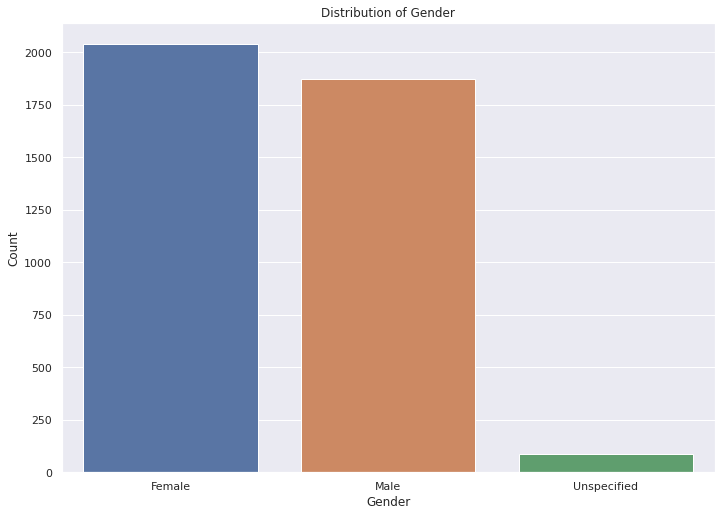 Distribution of Gender
2000
1750
1500
1250
1000
750
500
250
0
Count
Female
Male
Unspecified
Gender